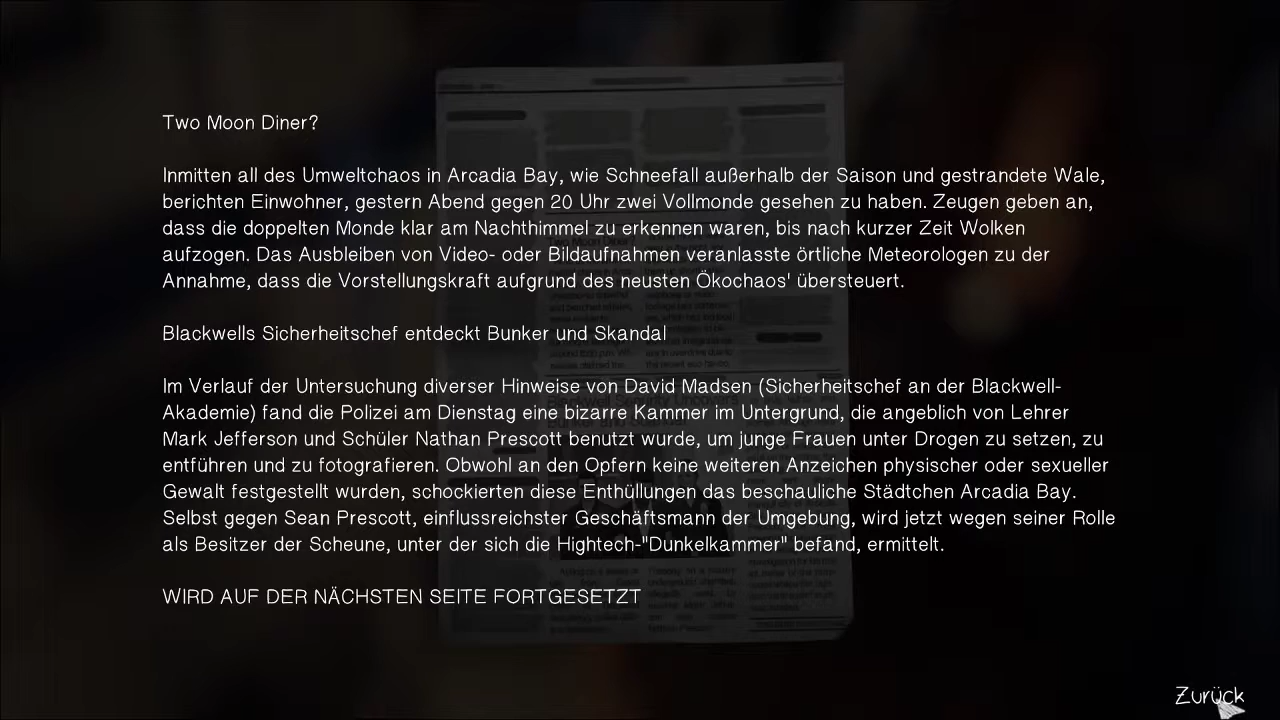 Two Moon Diner?
Inmitten all des Umweltchaos in Arcadia Bay, wie Schneefall außerhalb der Saison und gestrandete Wale,
berichten Einwohner, gestern Abend gegen 20 Uhr zwei Vollmonde gesehen zu haben. Zeugen geben an,
dass die doppelten Monde klar am Nachthimmel zu erkennen waren, bis nach kurzer Zeit Wolken
aufzogen. Das Ausbleiben von Video- oder Bildaufnahmen veranlasste örtliche Meteorologen zu der
Annahme, dass die Vorstellungskraft aufgrund des neusten Ökochaos' übersteuert.
Blackwells Sicherheitschef entdeckt Bunker und Skandal
Im Verlauf der Untersuchung diverser Hinweise von David Madsen (Sicherheitschef an der Blackwell-
Akademie) fand die Polizei am Dienstag eine bizarre Kammer im Untergrund, die angeblich von Lehrer
Mark Jefferson und Schüler Nathan Prescott benutzt wurde, um junge Frauen unter Drogen zu setzen, zu
entführen und zu fotografieren. Obwohl an den Opfern keine weiteren Anzeichen physischer oder sexueller
Gewalt festgestellt wurden, schockierten diese Enthüllungen das beschauliche Städtchen Arcadia Bay.
Selbst gegen Sean Prescott, einflussreichster Geschäftsmann der Umgebung, wird jetzt wegen seiner Rolle
als Besitzer der Scheune, unter der sich die Hightech-"Dunkelkammer" befand, ermittelt.
WIRD AUF DER NÄCHSTEN SEITE FORTGESETZT
Zurück